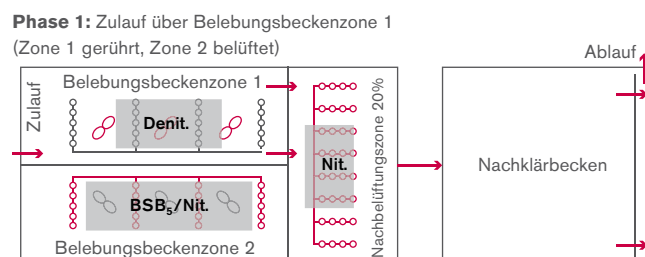 Phase 1: Zulauf über Belebungsbeckenzone 1
(Zone 1 gerührt, Zone 2 belüftet)
Ablauf
Zulauf
Belebungsbeckenzone 1
Denit.
Nit.
Nachbelüftungszone 20%
Nachklärbecken
BSB₅/Nit.
Belebungsbeckenzone 2